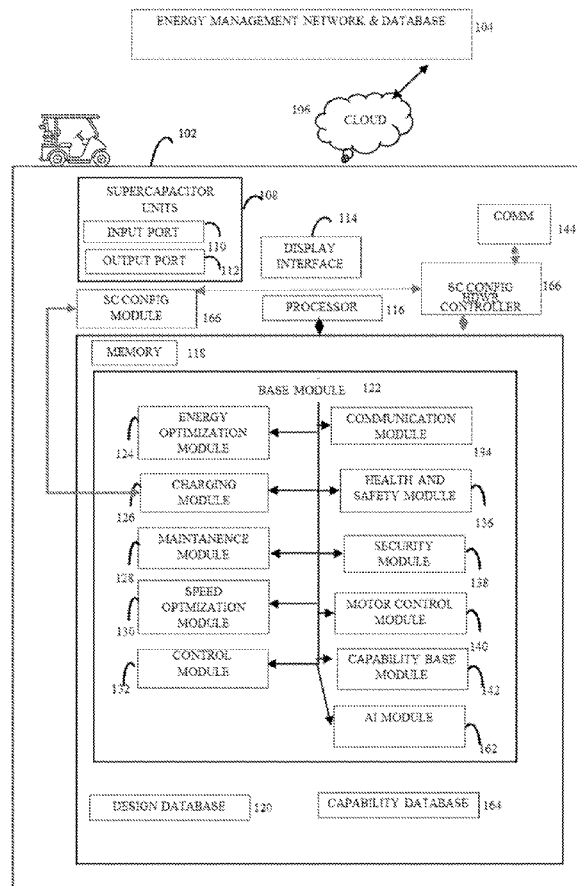 ENERGY MANAGEMENT NETWORK & DATABASE
104
106
CLOUD
102
SUPERCAPACITOR
UNITS
108
INPUT PORT
110
OUTPUT PORT
112
114
DISPLAY
INTERFACE
COMM
144
SC CONFIG
MODULE
166
PROCESSOR
116
SC CONFIG
HDWR
CONTROLLER
166
MEMORY
118
BASE MODULE
122
ENERGY
OPTIMIZATION
MODULE
124
COMMUNICATION
MODULE
134
CHARGING
MODULE
126
HEALTH AND
SAFETY MODULE
136
MAINTANENCE
MODULE
128
SECURITY
MODULE
138
SPEED
OPTMIZATION
MODULE
130
MOTOR CONTROL
MODULE
140
CONTROL
MODULE
132
CAPABILITY BASE
MODULE
142
AI MODULE
162
DESIGN DATABASE
120
CAPABILITY DATABASE
164